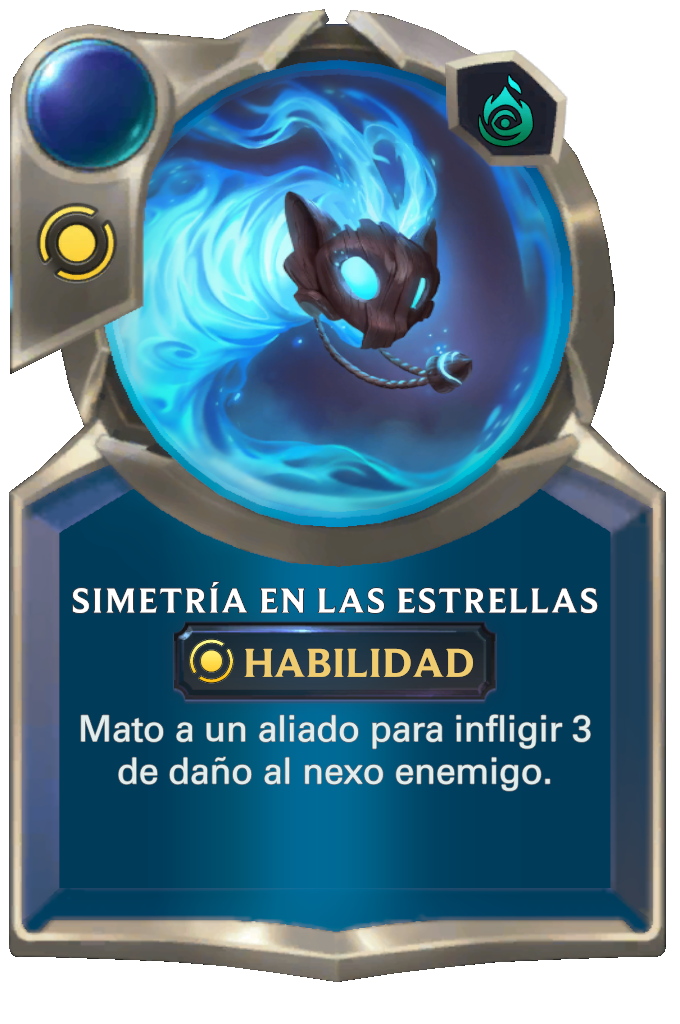 SIMETRÍA EN LAS ESTRELLAS
HABILIDAD
Mato a un aliado para infligir 3
de daño al nexo enemigo.